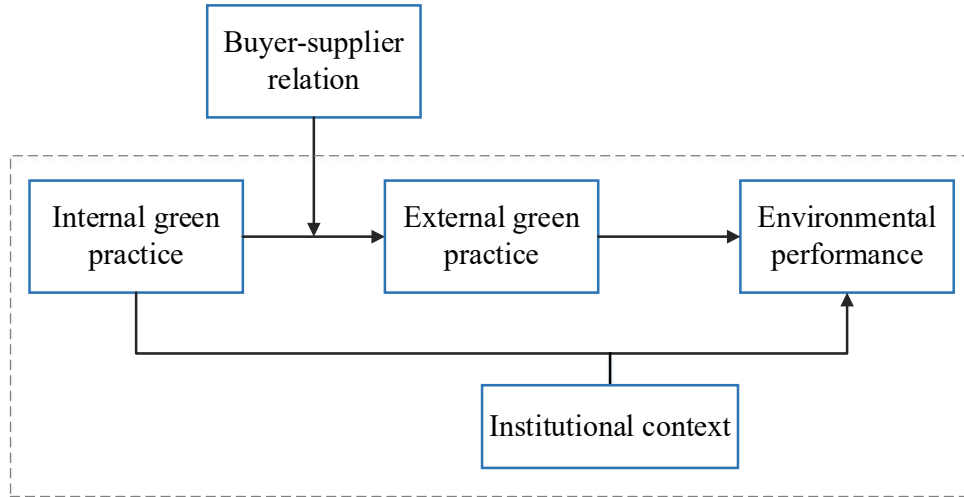 Buyer-supplier
relation
Internal green
practice
External green
practice
Environmental
performance
Institutional context